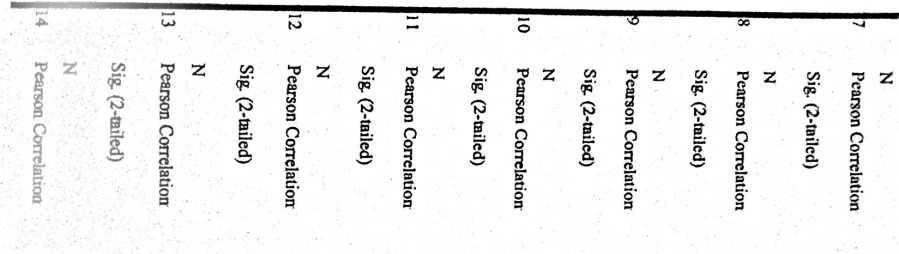 N
7 Pearson Correlation
Sig. (2-tailed)
N
8 Pearson Correlation
Sig. (2-tailed)
N
9 Pearson Correlation
Sig. (2-tailed)
N
10 Pearson Correlation
Sig. (2-tailed)
N
11 Pearson Correlation
Sig. (2-tailed)
N
12 Pearson Correlation
Sig. (2-tailed)
N
13 Pearson Correlation
Sig. (2-tailed)
N
14 Pearson Correlation